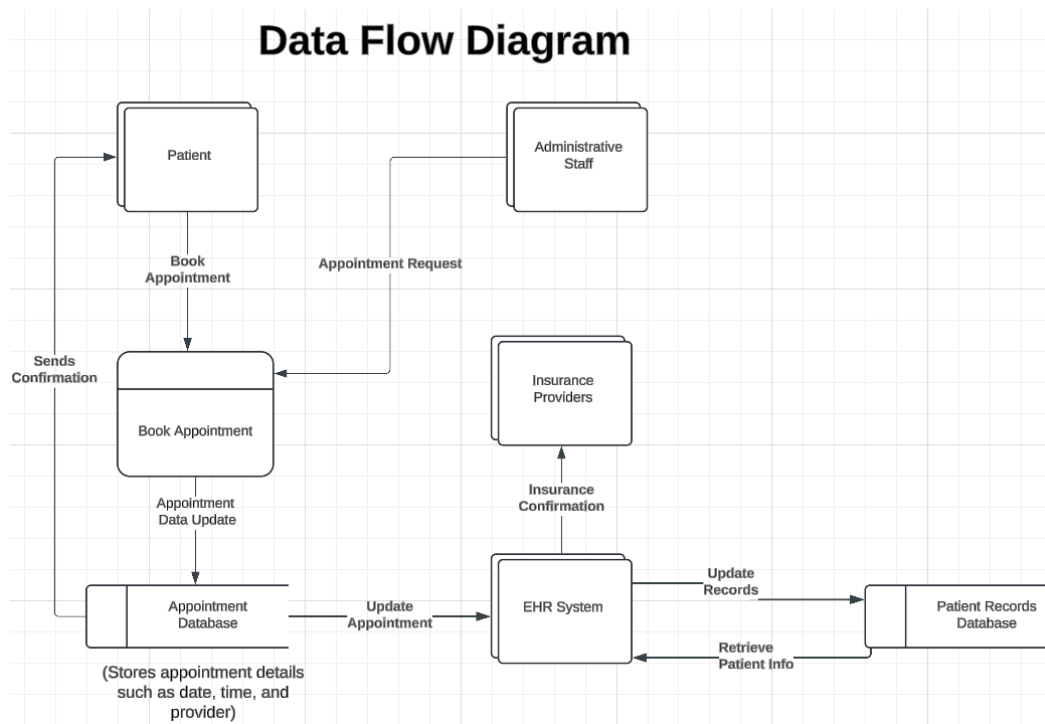 Data Flow Diagram
Patient
Administrative
Staff
Book
Appointment
Appointment Request
Sends
Confirmation
Insurance
Providers
Book Appointment
Insurance
Confirmation
Appointment
Data Update
Appointment
Database
Update
Appointment
EHR System
Update
Records
Patient Records
Database
Retrieve
Patient Info
(Stores appointment details
such as date, time, and
provider)